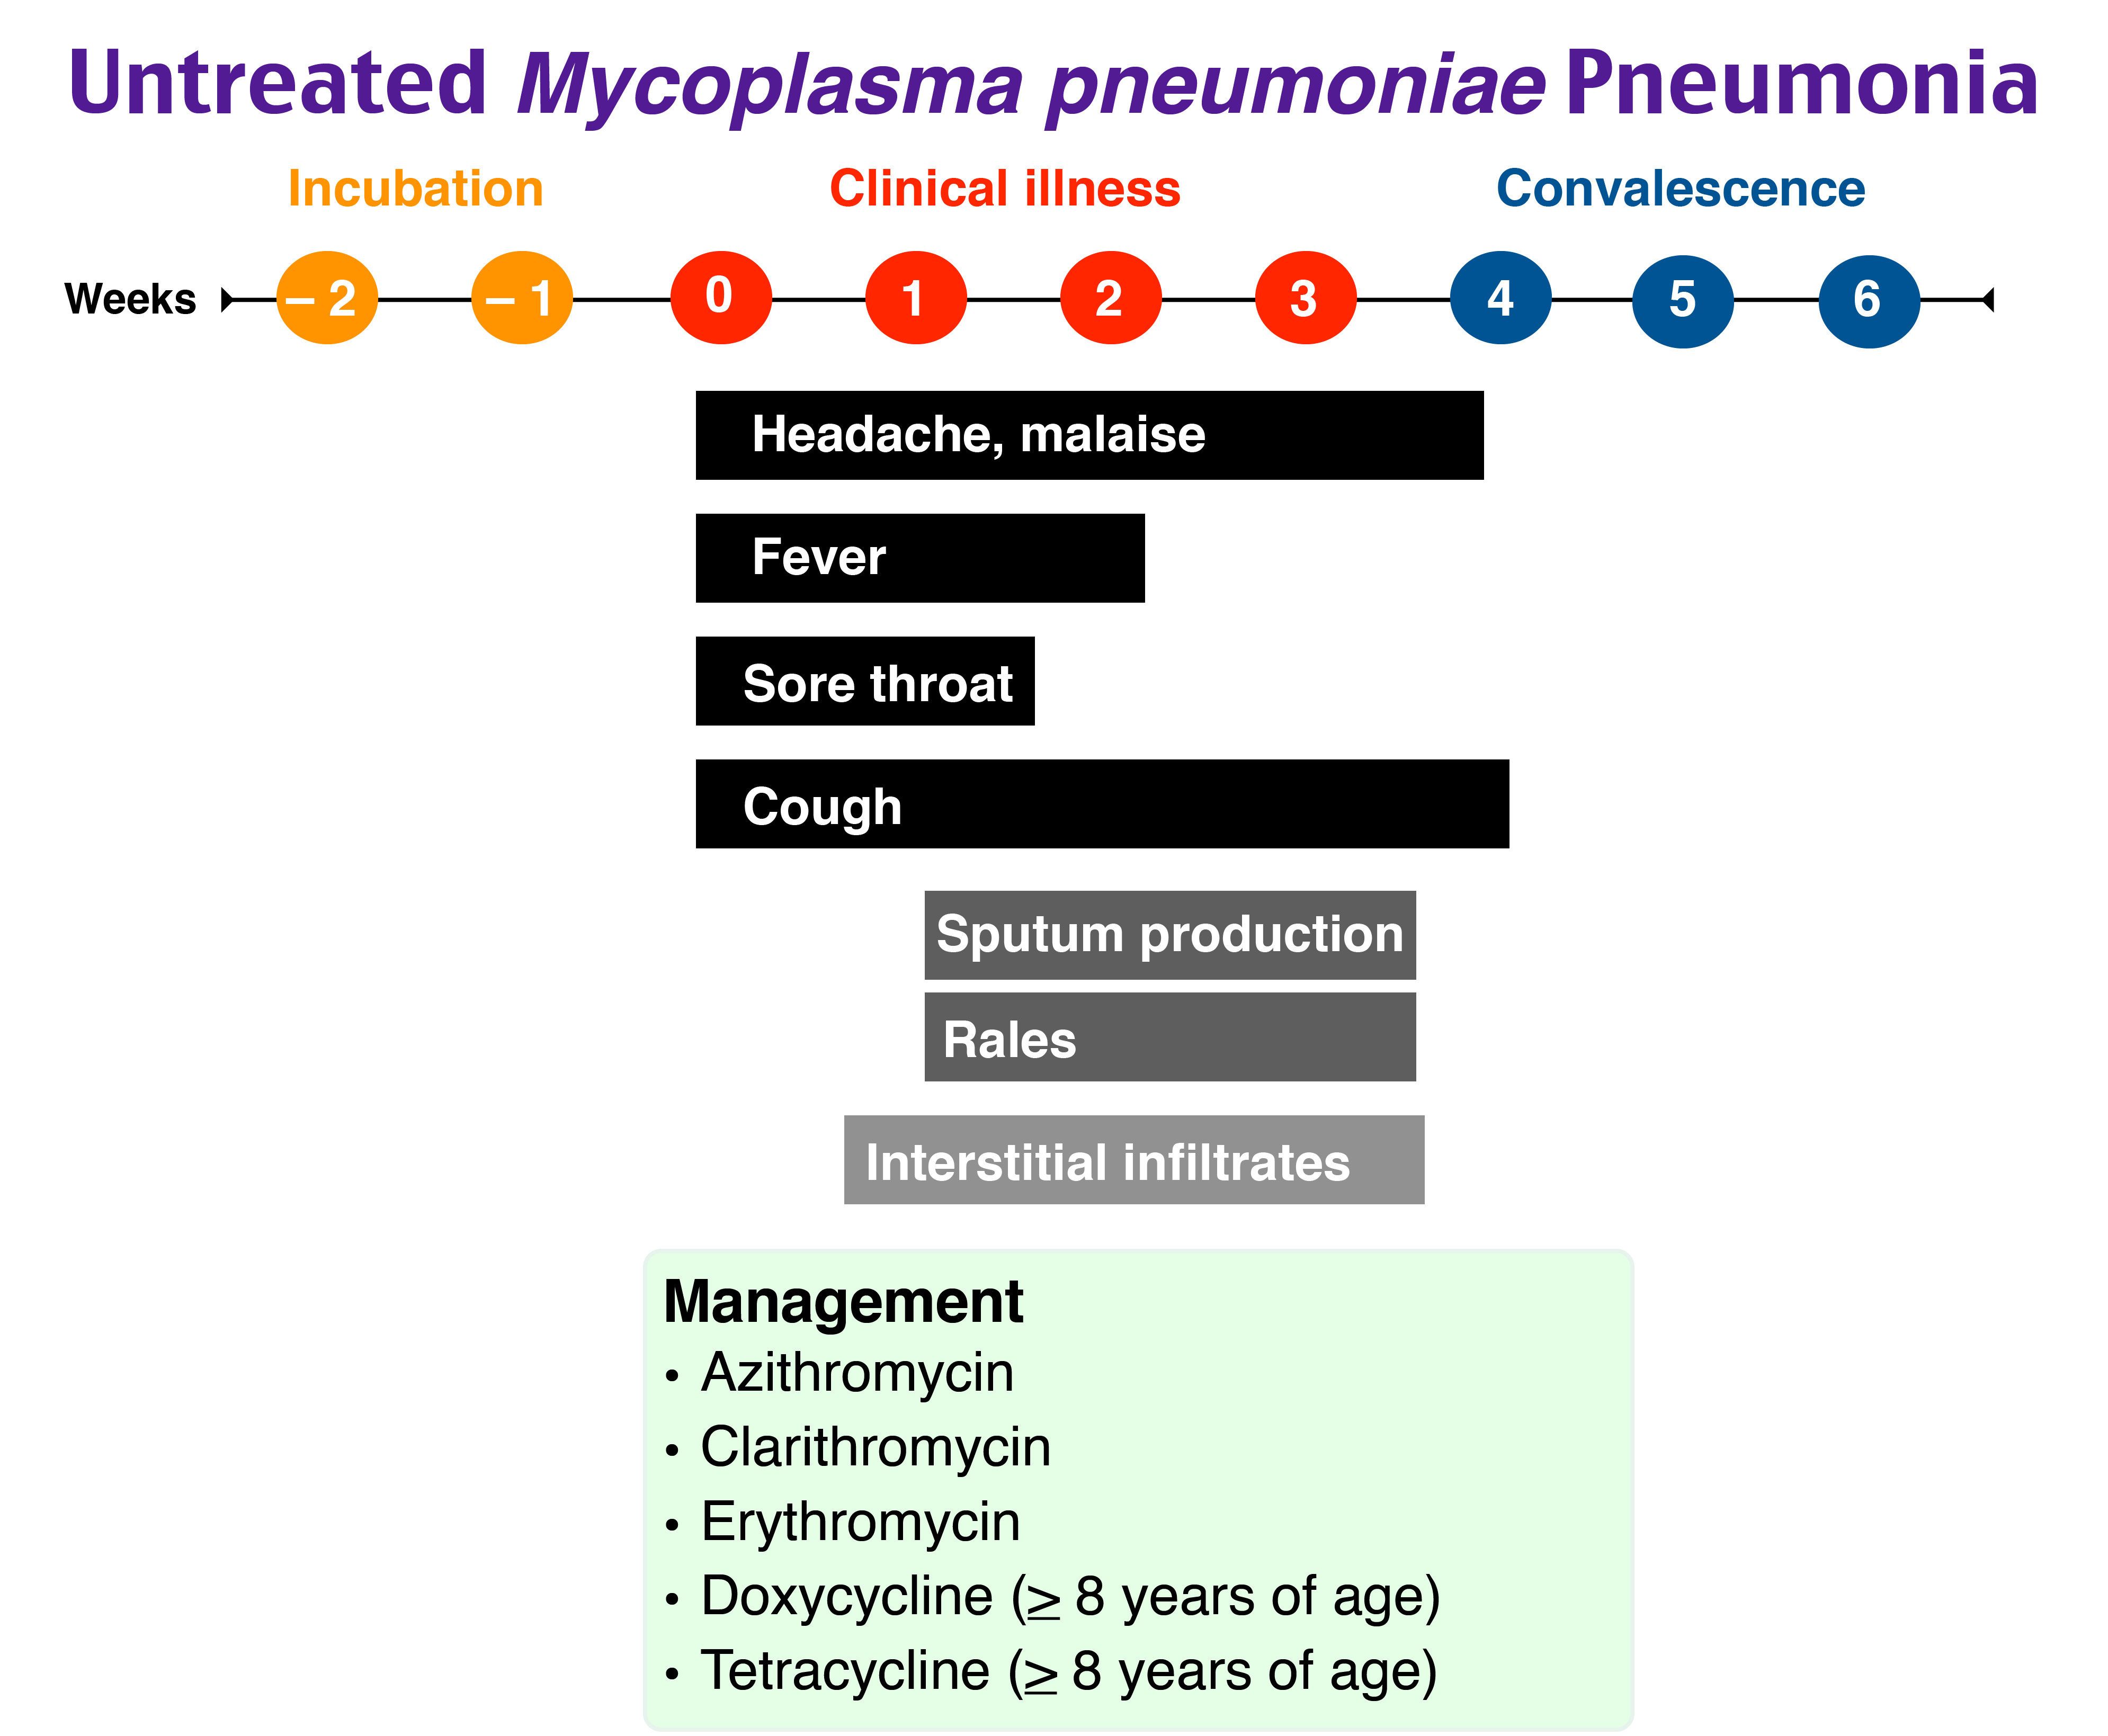 Untreated Mycoplasma pneumoniae Pneumonia
Incubation Clinical illness Convalescence
Weeks – 2 – 1 0 1 2 3 4 5 6
Headache, malaise
Fever
Sore throat
Cough
Sputum production
Rales
Interstitial infiltrates
Management
• Azithromycin
• Clarithromycin
• Erythromycin
• Doxycycline (≥ 8 years of age)
• Tetracycline (≥ 8 years of age)